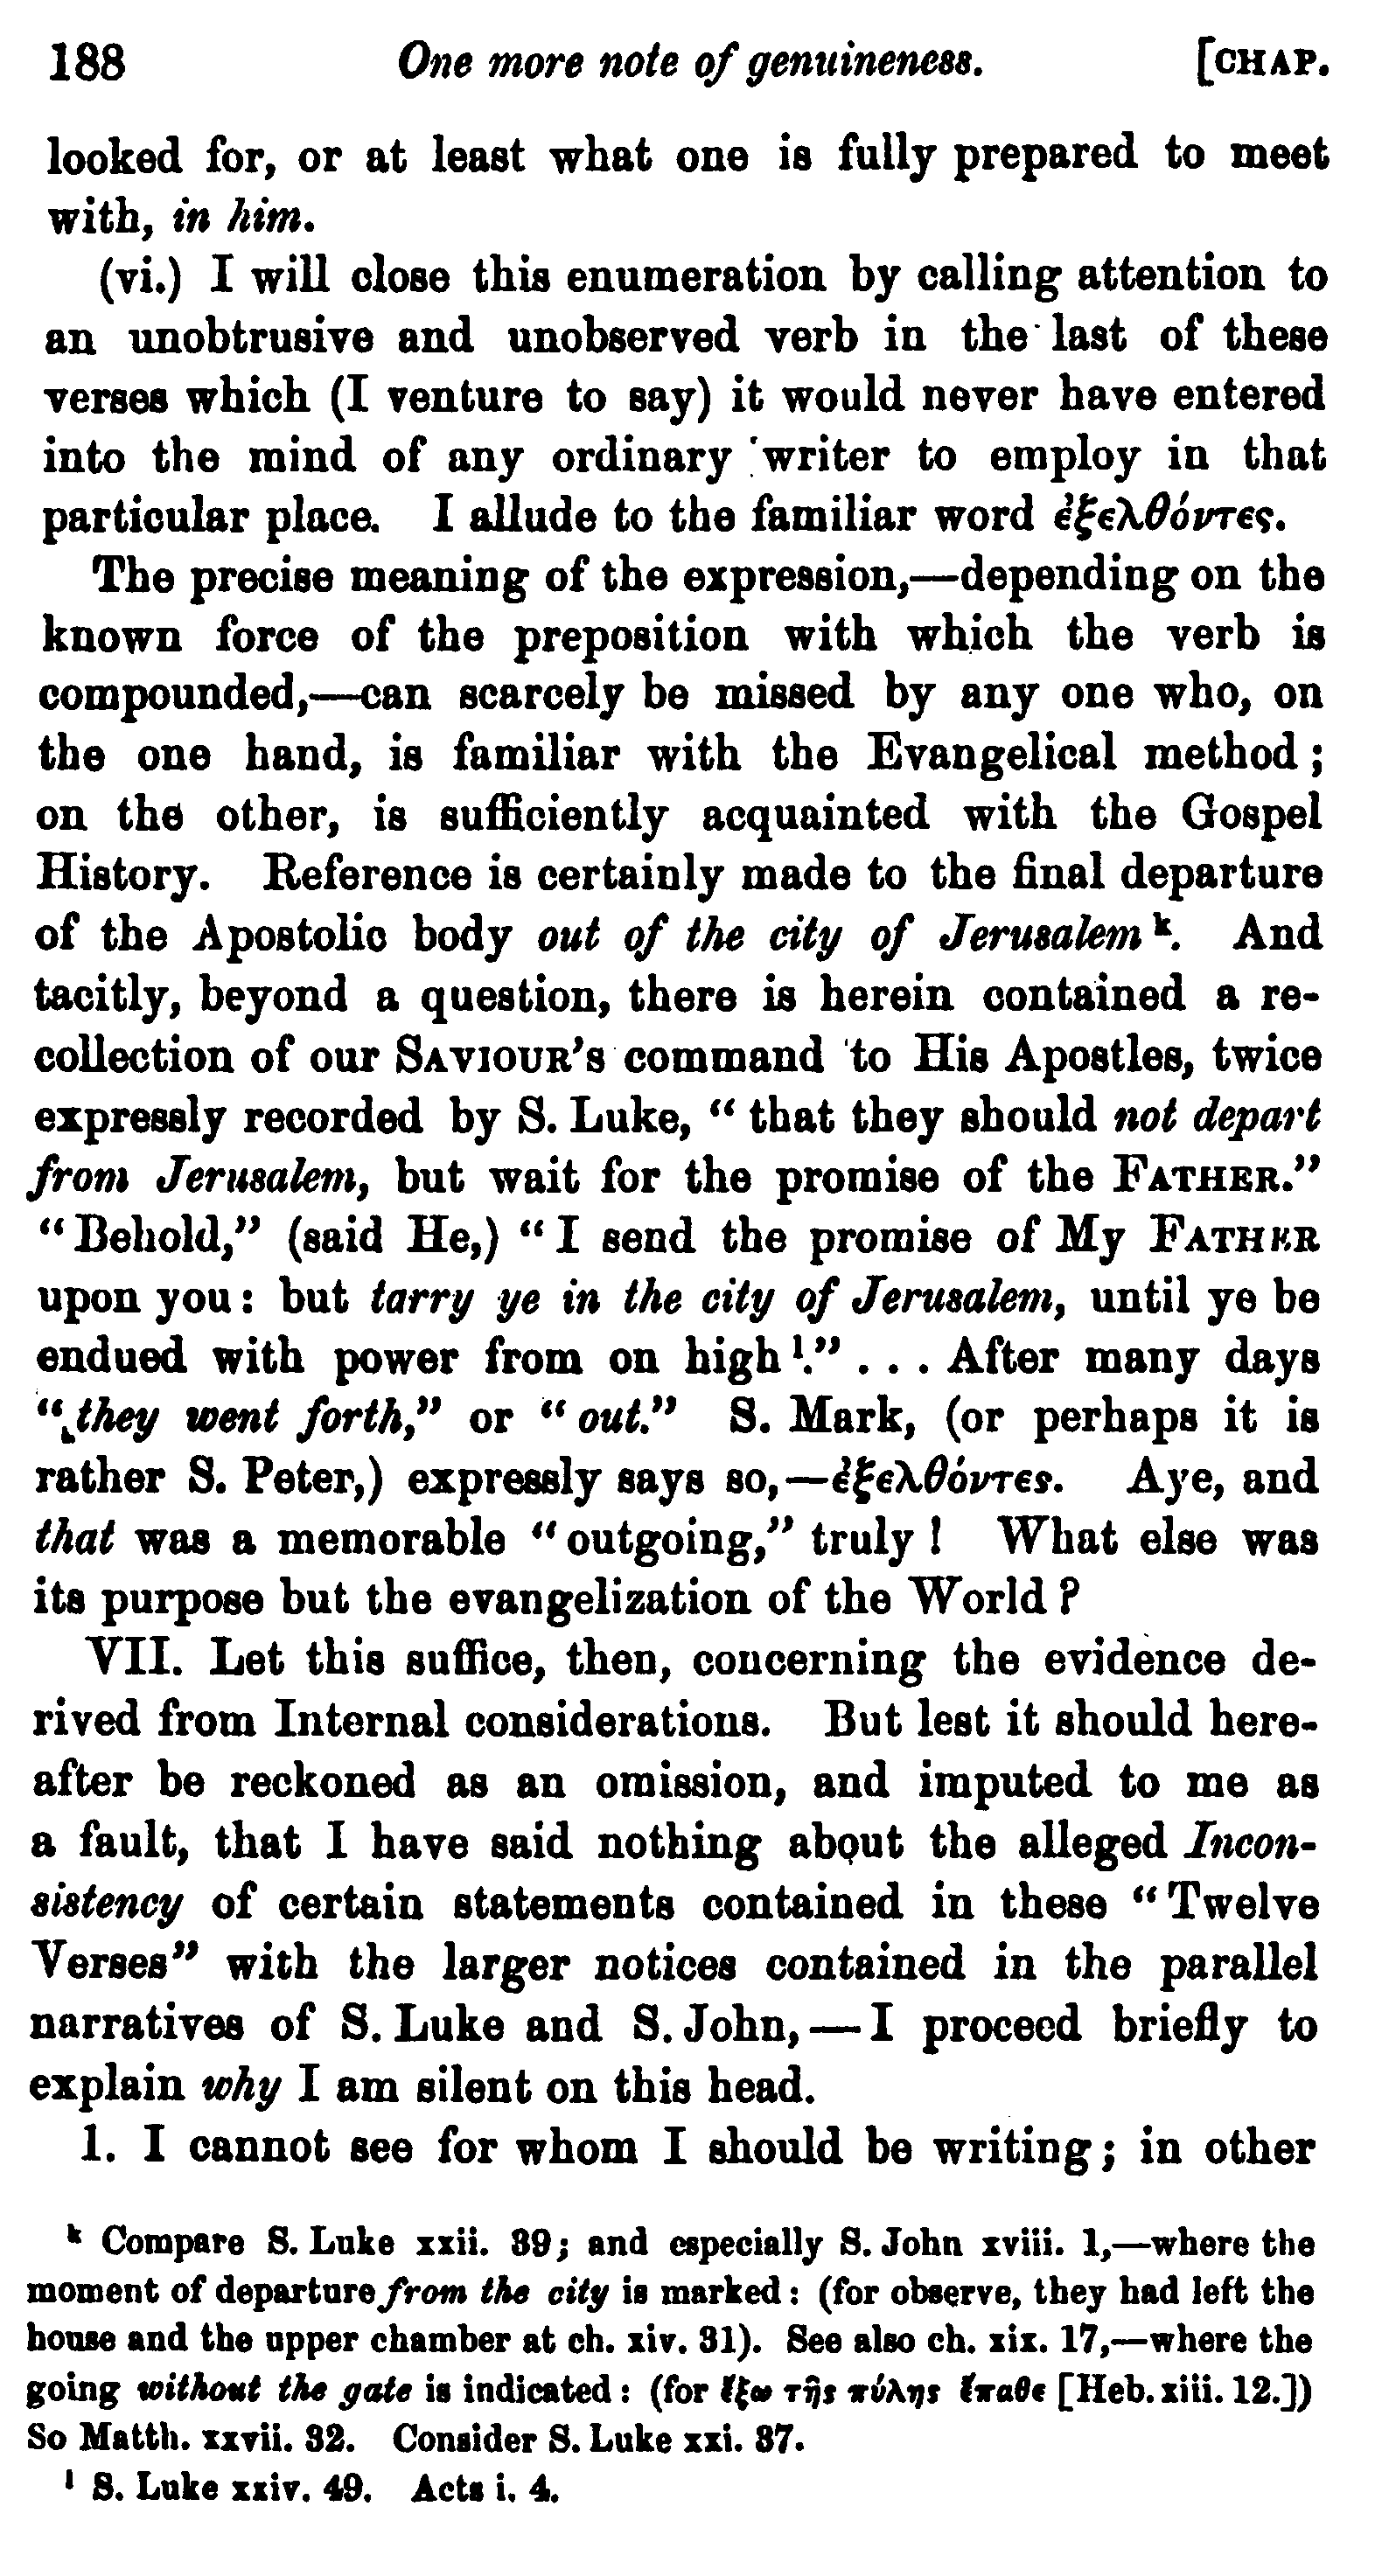 188 One more note of genuineness. [CHAP.
looked for, or at least what one is fully prepared to meet
with, in him.
(vi.) I will close this enumeration by calling attention to
an unobtrusive and unobserved verb in the last of these
verses which (I venture to say) it would never have entered
into the mind of any ordinary writer to employ in that
particular place. I allude to the familiar word ἐξελθόντες.
The precise meaning of the expression,—depending on the
known force of the preposition with which the verb is
compounded,—can scarcely be missed by any one who, on
the one hand, is familiar with the Evangelical method;
on the other, is sufficiently acquainted with the Gospel
History. Reference is certainly made to the final departure
of the Apostolic body out of the city of Jerusalem k. And
tacitly, beyond a question, there is herein contained a re-
collection of our SAVIOUR's command to His Apostles, twice
expressly recorded by S. Luke, “that they should not depart
from Jerusalem, but wait for the promise of the FATHER.”
“Behold,” (said He,) “I send the promise of My FATHER
upon you: but tarry ye in the city of Jerusalem, until ye be
endued with power from on high l.” . . . After many days
“they went forth,” or “out.” S. Mark, (or perhaps it is
rather S. Peter,) expressly says so,—ἐξελθόντες. Aye, and
that was a memorable “outgoing,” truly! What else was
its purpose but the evangelization of the World?
VII. Let this suffice, then, concerning the evidence de-
rived from Internal considerations. But lest it should here-
after be reckoned as an omission, and imputed to me as
a fault, that I have said nothing about the alleged Incon-
sistency of certain statements contained in these “Twelve
Verses” with the larger notices contained in the parallel
narratives of S. Luke and S. John,—I proceed briefly to
explain why I am silent on this head.
1. I cannot see for whom I should be writing; in other
k Compare S. Luke xxii. 39; and especially S. John xviii. 1,—where the
moment of departure from the city is marked: (for observe, they had left the
house and the upper chamber at ch. xiv. 31). See also ch. xix. 17,—where the
going without the gate is indicated: (for ἔξω τῆς πύλης ἔπαθε [Heb. xiii. 12.])
So Matth. xxvii. 32. Consider S. Luke xxi. 37.
l S. Luke xxiv. 49. Acts i. 4.